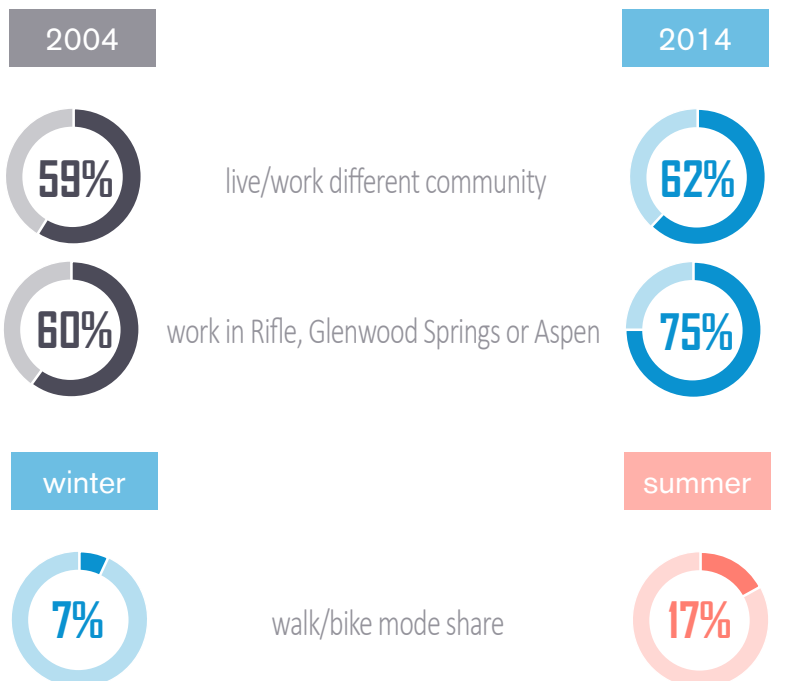 2004
2014
59%
live/work different community
62%
60%
work in Rifle, Glenwood Springs or Aspen
75%
winter
summer
7%
walk/bike mode share
17%